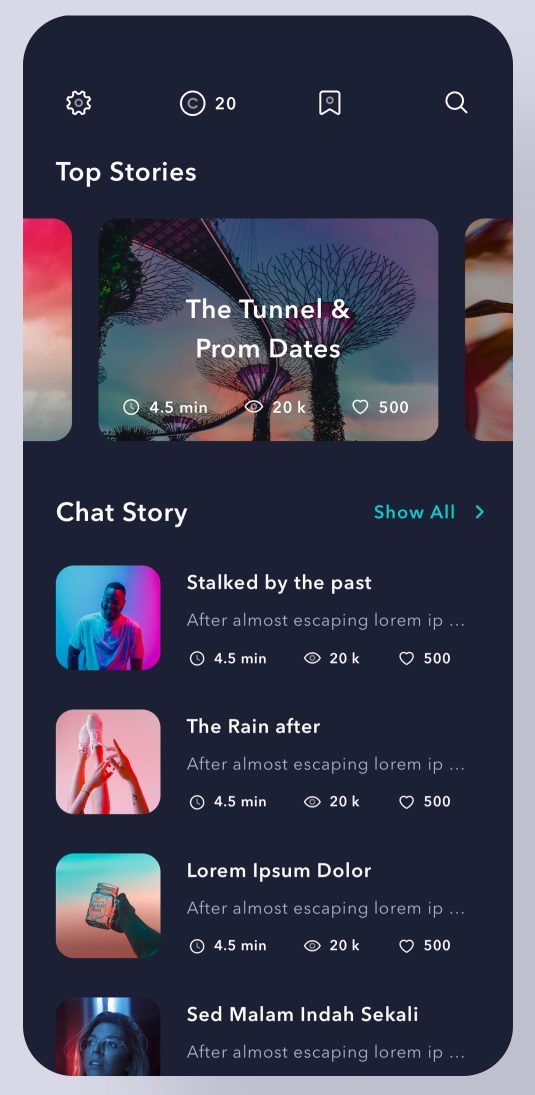 20
Top Stories
The Tunnel &
Prom Dates
4.5 min 20 k 500
Chat Story Show All
Stalked by the past
After almost escaping lorem ip ...
4.5 min 20 k 500
The Rain after
After almost escaping lorem ip ...
4.5 min 20 k 500
Lorem Ipsum Dolor
After almost escaping lorem ip ...
4.5 min 20 k 500
Sed Malam Indah Sekali
After almost escaping lorem ip ...